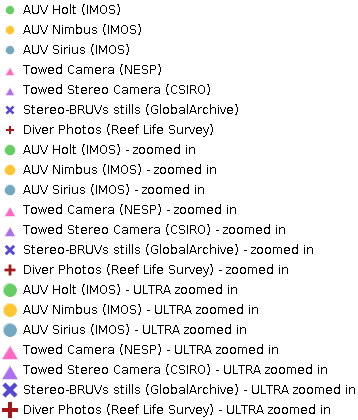 AUV Holt (IMOS)
AUV Nimbus (IMOS)
AUV Sirius (IMOS)
Towed Camera (NESP)
Towed Stereo Camera (CSIRO)
Stereo-BRUVs stills (GlobalArchive)
Diver Photos (Reef Life Survey)
AUV Holt (IMOS) - zoomed in
AUV Nimbus (IMOS) - zoomed in
AUV Sirius (IMOS) - zoomed in
Towed Camera (NESP) - zoomed in
Towed Stereo Camera (CSIRO) - zoomed in
Stereo-BRUVs stills (GlobalArchive) - zoomed in
Diver Photos (Reef Life Survey) - zoomed in
AUV Holt (IMOS) - ULTRA zoomed in
AUV Nimbus (IMOS) - ULTRA zoomed in
AUV Sirius (IMOS) - ULTRA zoomed in
Towed Camera (NESP) - ULTRA zoomed in
Towed Stereo Camera (CSIRO) - ULTRA zoomed in
Stereo-BRUVs stills (GlobalArchive) - ULTRA zoomed in
Diver Photos (Reef Life Survey) - ULTRA zoomed in